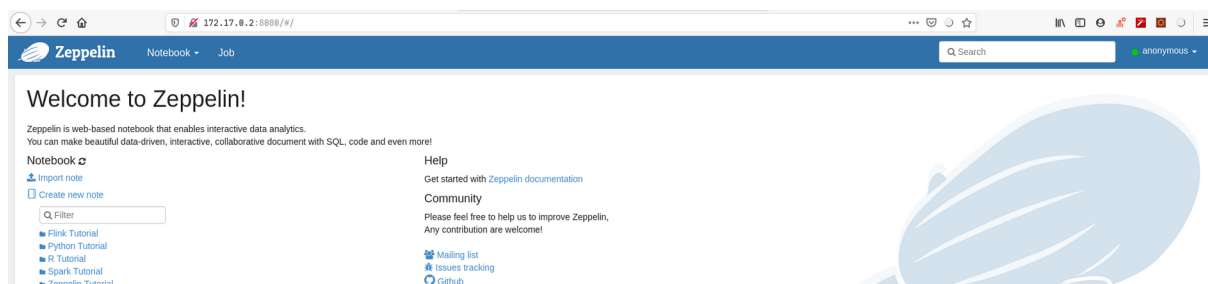 172.17.0.2:8080/#/
Zeppelin Notebook Job Search anonymous
Welcome to Zeppelin!
Zeppelin is web-based notebook that enables interactive data analytics.
You can make beautiful data-driven, interactive, collaborative document with SQL, code and even more!
Notebook
Import note
Create new note
Filter
Flink Tutorial
Python Tutorial
R Tutorial
Spark Tutorial
Zeppelin Tutorial
Help
Get started with Zeppelin documentation
Community
Please feel free to help us to improve Zeppelin,
Any contribution are welcome!
Mailing list
Issues tracking
Github